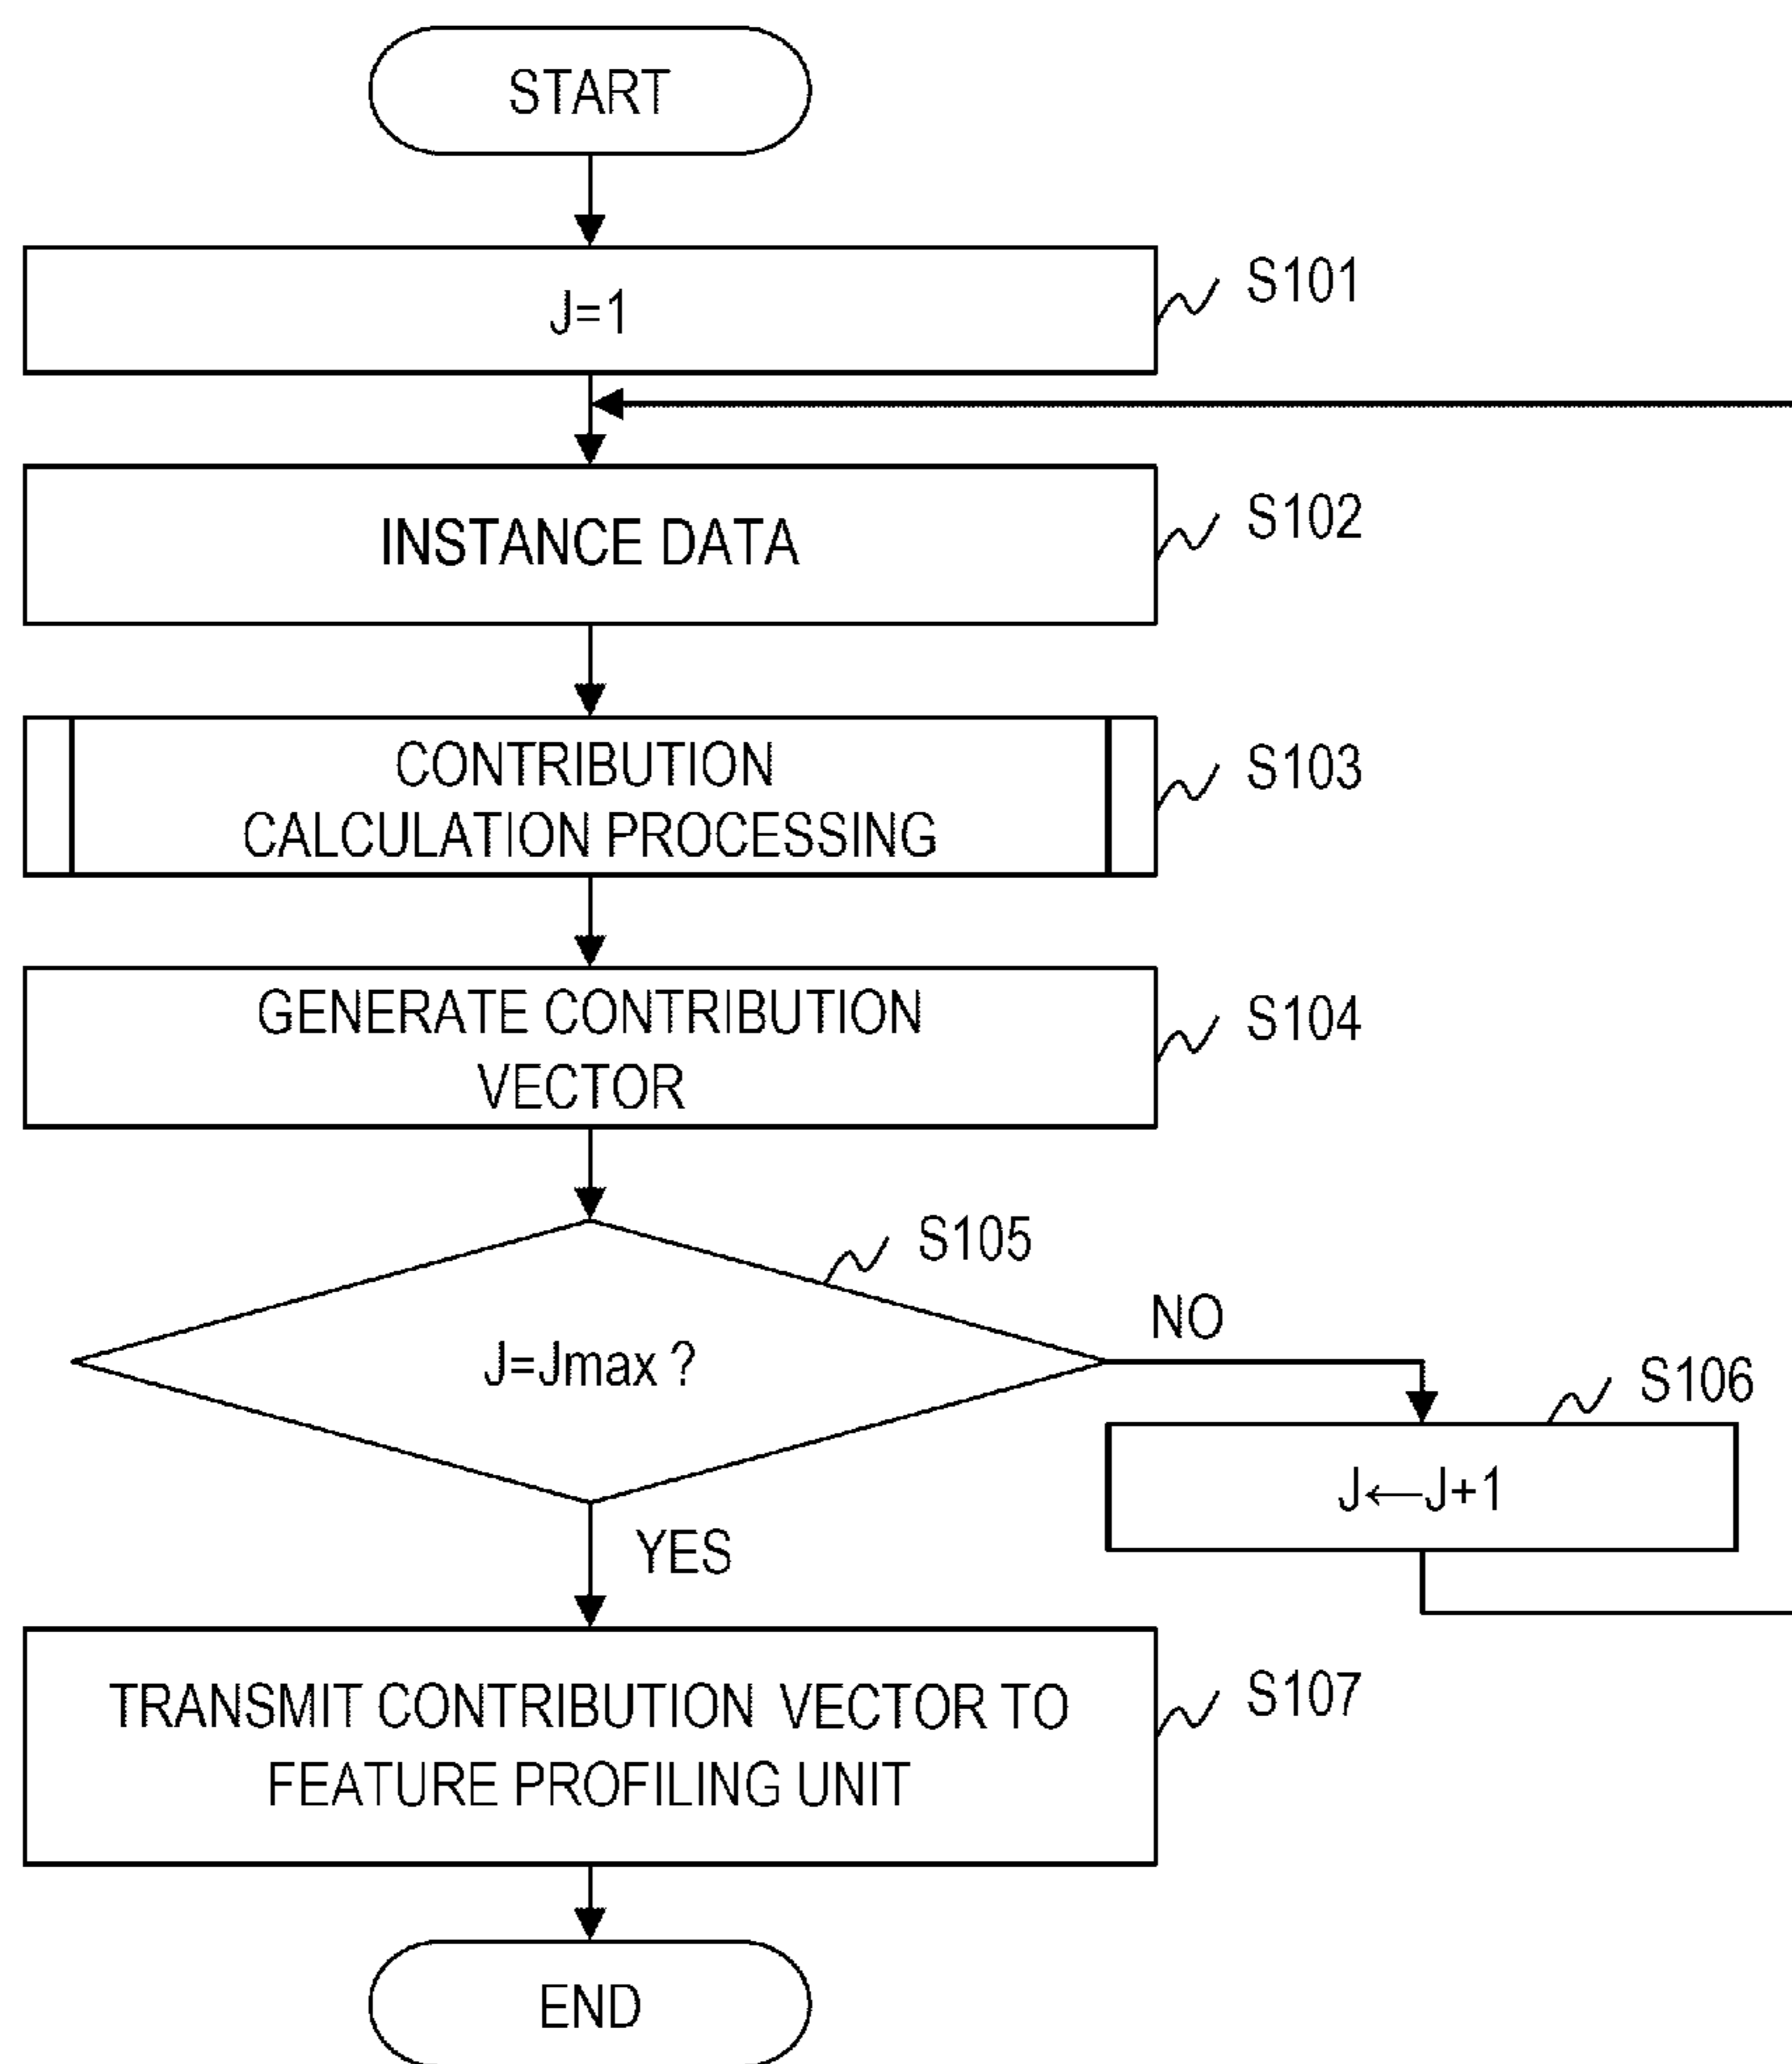 START
J=1
S101
INSTANCE DATA
S102
CONTRIBUTION
CALCULATION PROCESSING
S103
GENERATE CONTRIBUTION
VECTOR
S104
S105
J=Jmax ?
NO
S106
J←J+1
YES
TRANSMIT CONTRIBUTION VECTOR TO
FEATURE PROFILING UNIT
S107
END